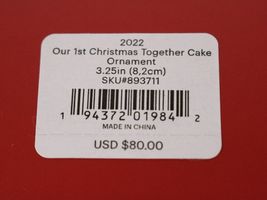 2022
Our 1st Christmas Together Cake
Ornament
3.25in (8,2cm)
SKU#893711
1 94372 01984 2
MADE IN CHINA
USD $80.00